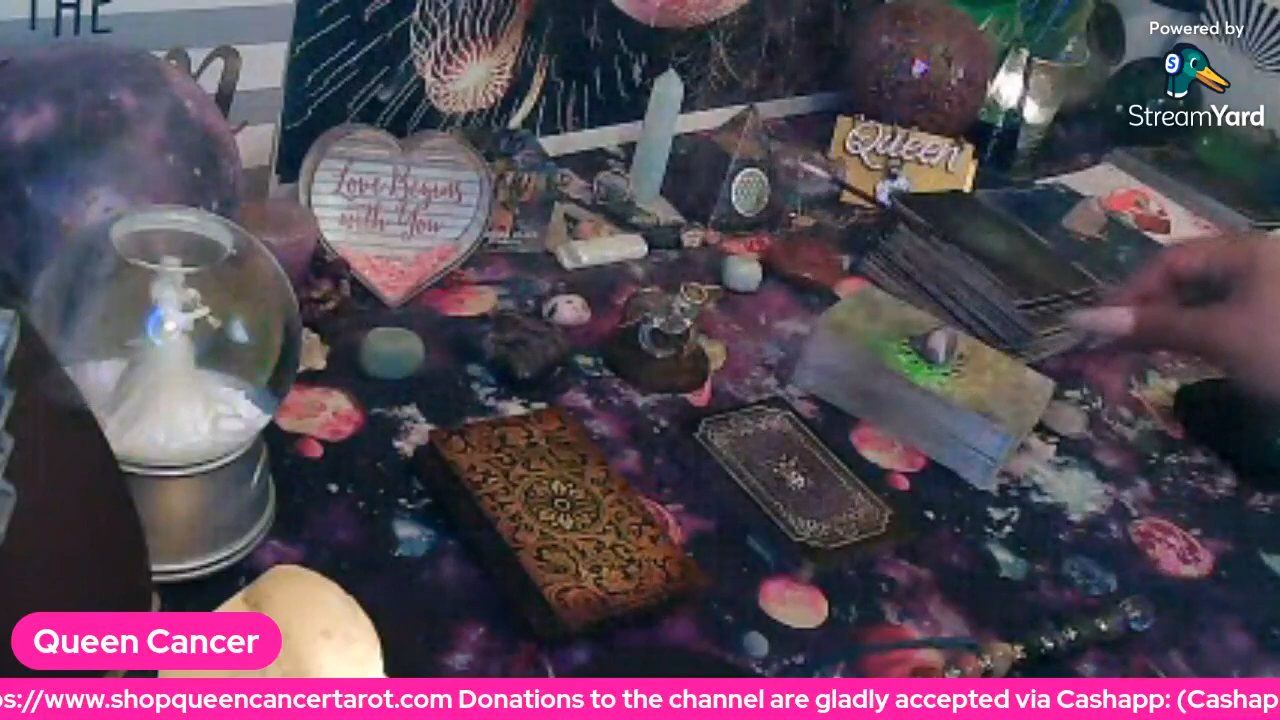 THE
Powered by
S
StreamYard
Queen
Love Begins
with You
Queen Cancer
os://www.shopqueencancertarot.com Donations to the channel are gladly accepted via Cashapp: (Cashap